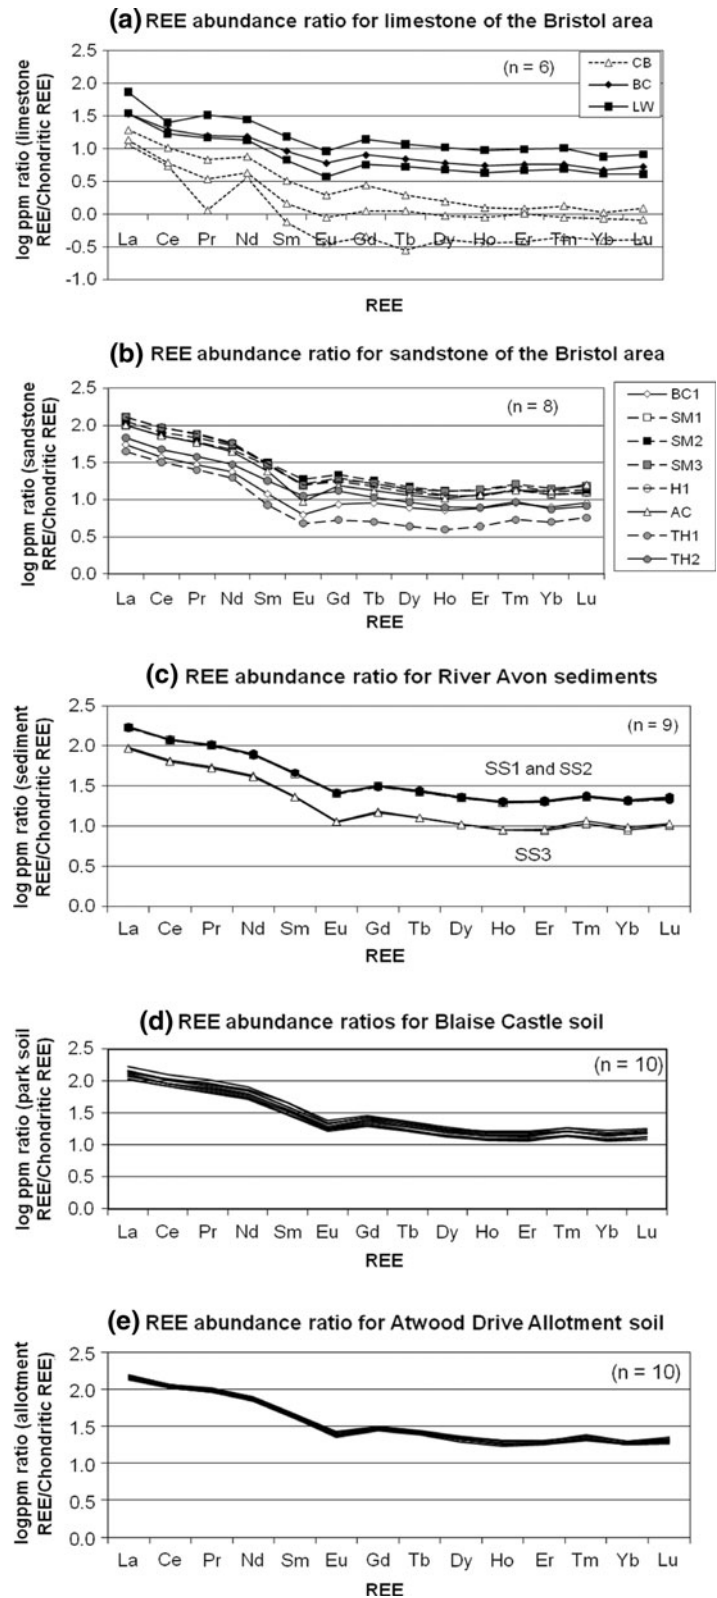 (a) REE abundance ratio for limestone of the Bristol area
log ppm ratio (limestone
REE/Chondritic REE)
2.5
2.0
1.5
1.0
0.5
0.0
-0.5
-1.0
(n = 6)
CB
BC
LW
La Ce Pr Nd Sm Eu Gd Tb Dy Ho Er Tm Yb Lu
REE
(b) REE abundance ratio for sandstone of the Bristol area
log ppm ratio (sandstone
RRE/Chondritic REE)
2.5
2.0
1.5
1.0
0.5
0.0
(n = 8)
BC1
SM1
SM2
SM3
H1
AC
TH1
TH2
La Ce Pr Nd Sm Eu Gd Tb Dy Ho Er Tm Yb Lu
REE
(c) REE abundance ratio for River Avon sediments
log ppm ratio (sediment
REE/Chondritic REE)
2.5
2.0
1.5
1.0
0.5
0.0
(n = 9)
SS1 and SS2
SS3
La Ce Pr Nd Sm Eu Gd Tb Dy Ho Er Tm Yb Lu
REE
(d) REE abundance ratios for Blaise Castle soil
log ppm ratio (park soil
REE/Chondritic REE)
2.5
2.0
1.5
1.0
0.5
0.0
(n = 10)
La Ce Pr Nd Sm Eu Gd Tb Dy Ho Er Tm Yb Lu
REE
(e) REE abundance ratio for Atwood Drive Allotment soil
logppm ratio (allotment
REE/Chondritic REE)
2.5
2.0
1.5
1.0
0.5
0.0
(n = 10)
La Ce Pr Nd Sm Eu Gd Tb Dy Ho Er Tm Yb Lu
REE